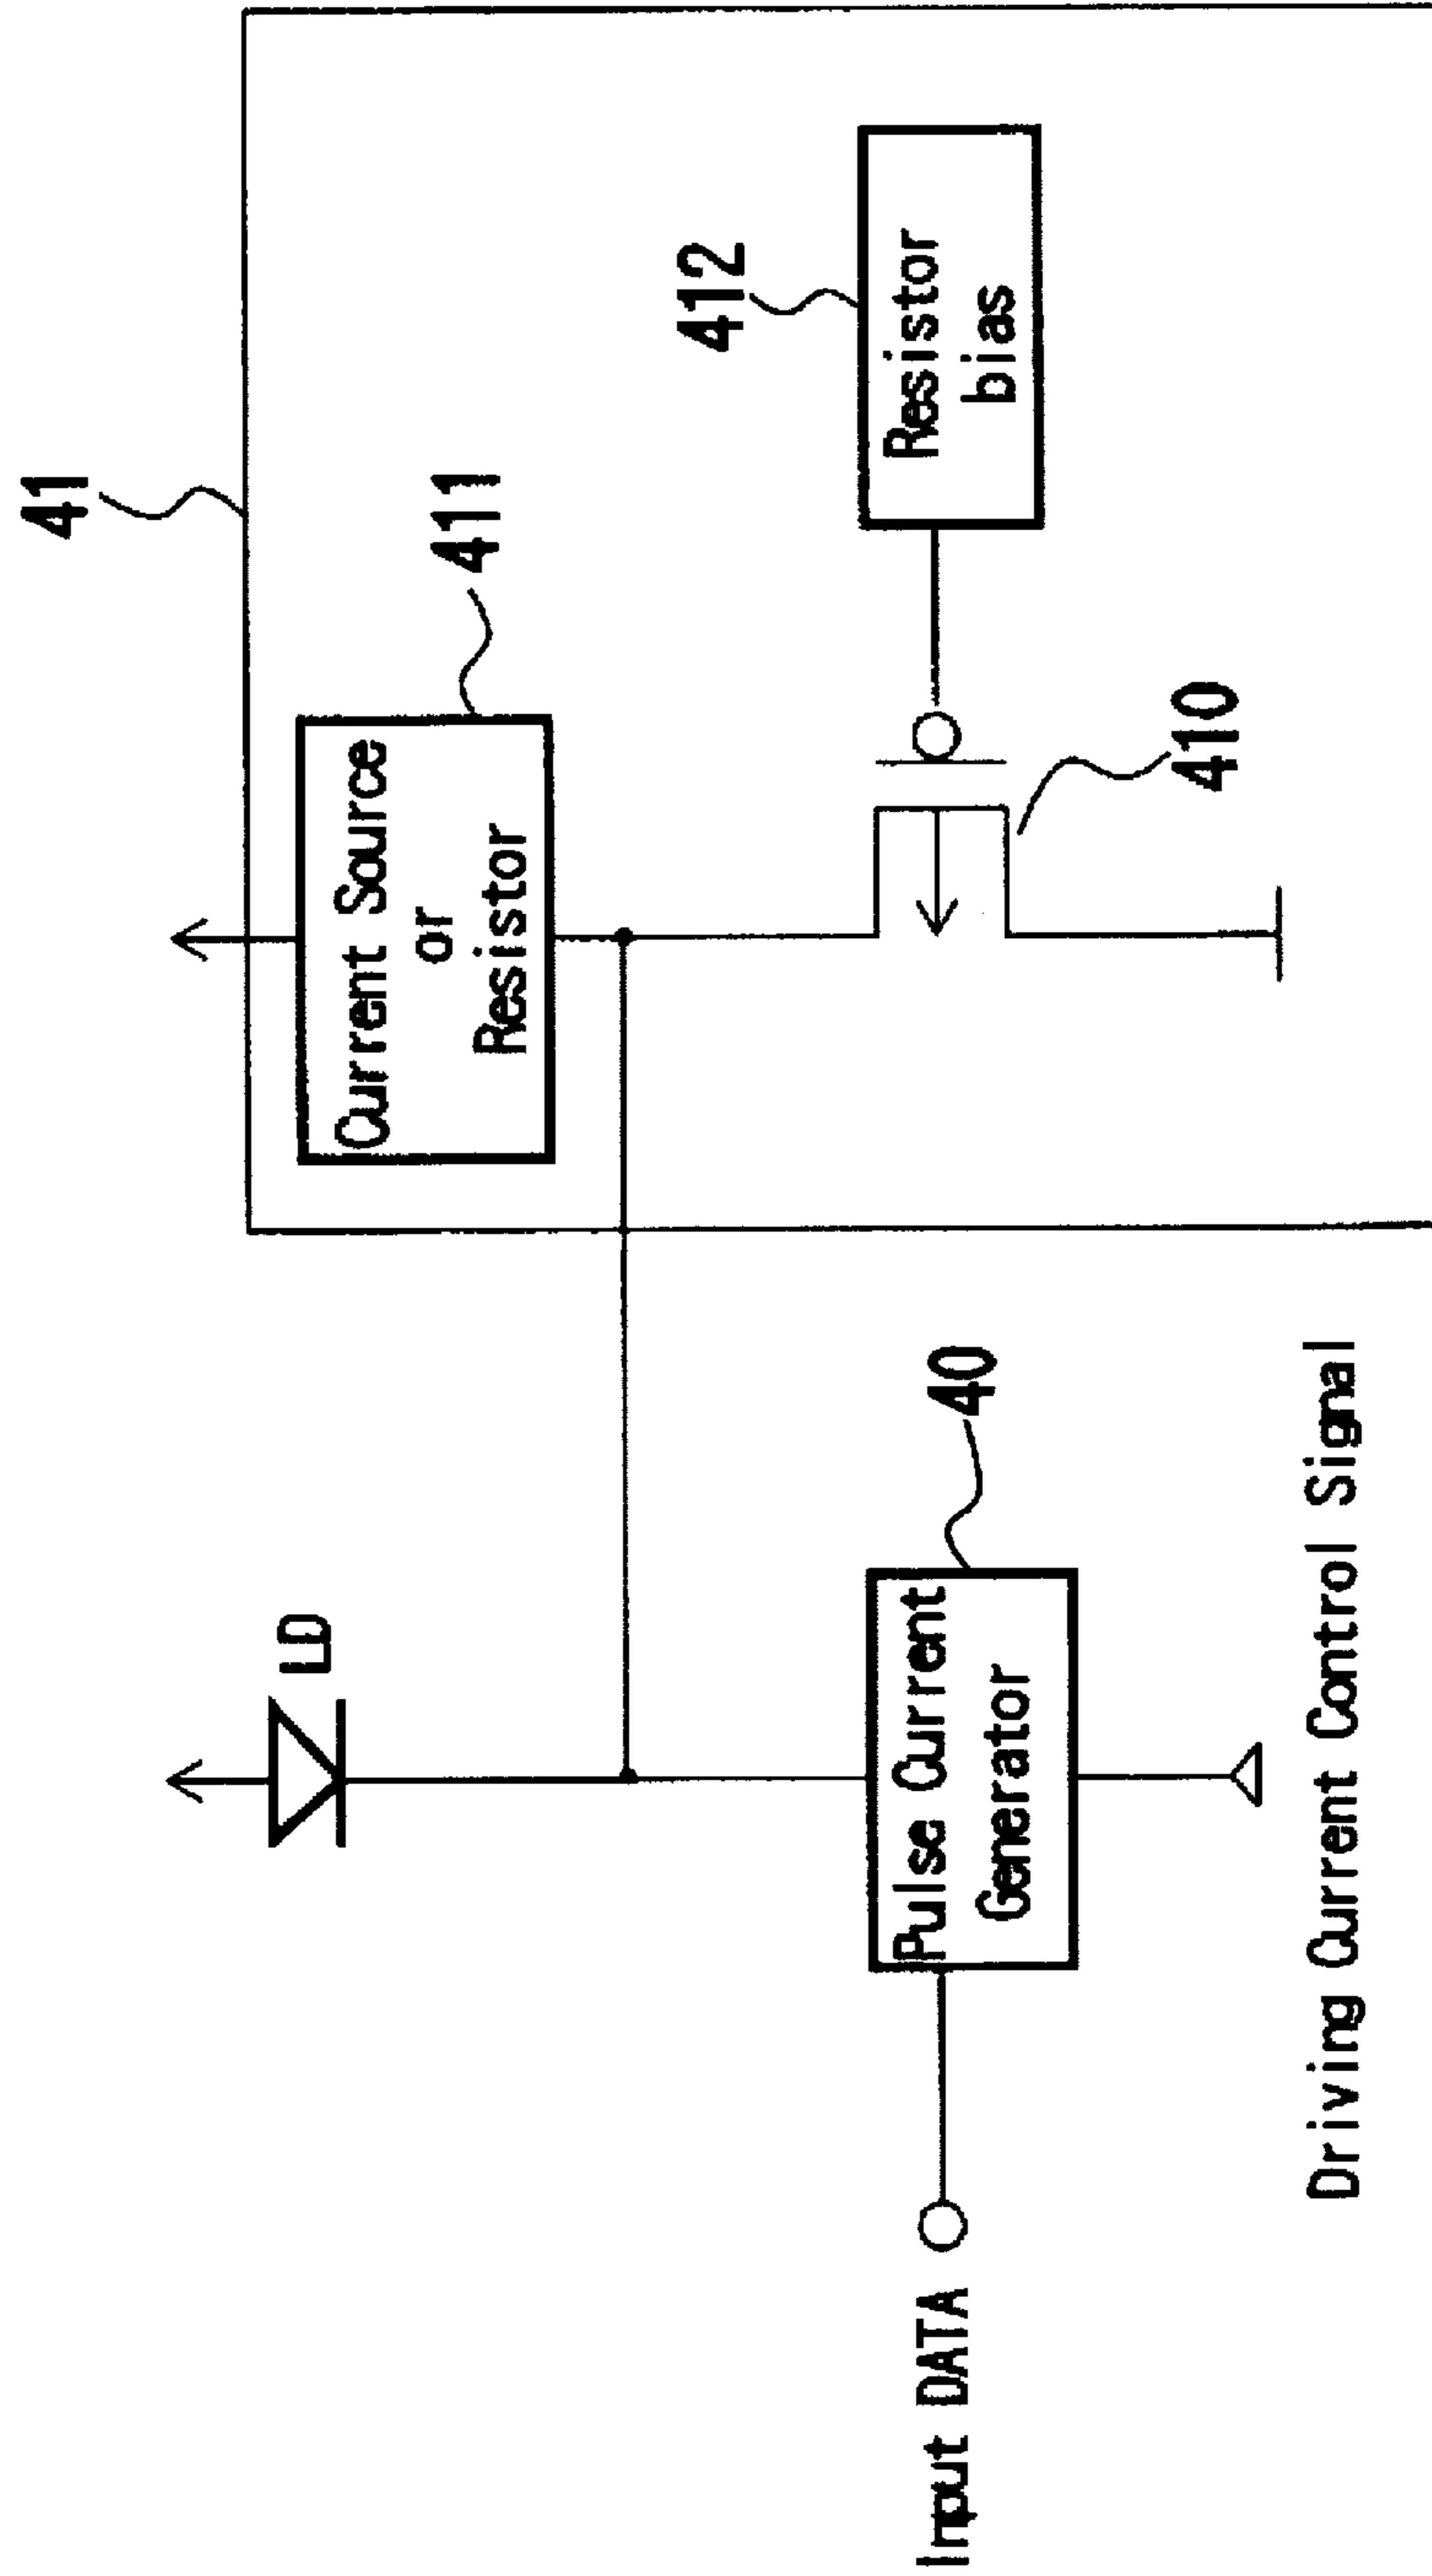 41
Current Source
or
Resistor
411
Resistor
bias
412
410
LD
Pulse Current
Generator
40
Input DATA
Driving Current Control Signal